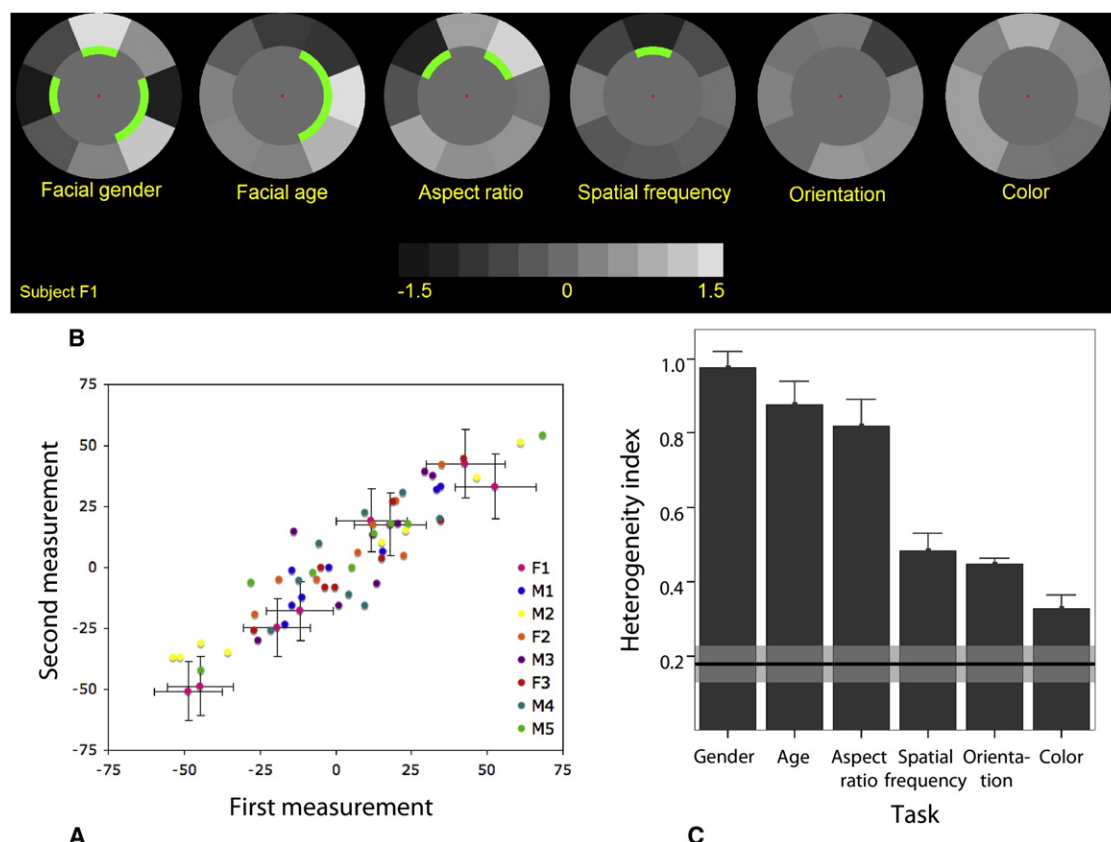 Facial gender Facial age Aspect ratio Spatial frequency Orientation Color
Subject F1
-1.5 0 1.5
B
75
50
25
0
-25
-50
-75
Second measurement
-75 -50 -25 0 25 50 75
First measurement
F1
M1
M2
F2
M3
F3
M4
M5
A
1.0
0.8
0.6
0.4
0.2
Heterogeneity index
Gender Age Aspect Spatial Orienta- Color
ratio frequency tion
Task
C